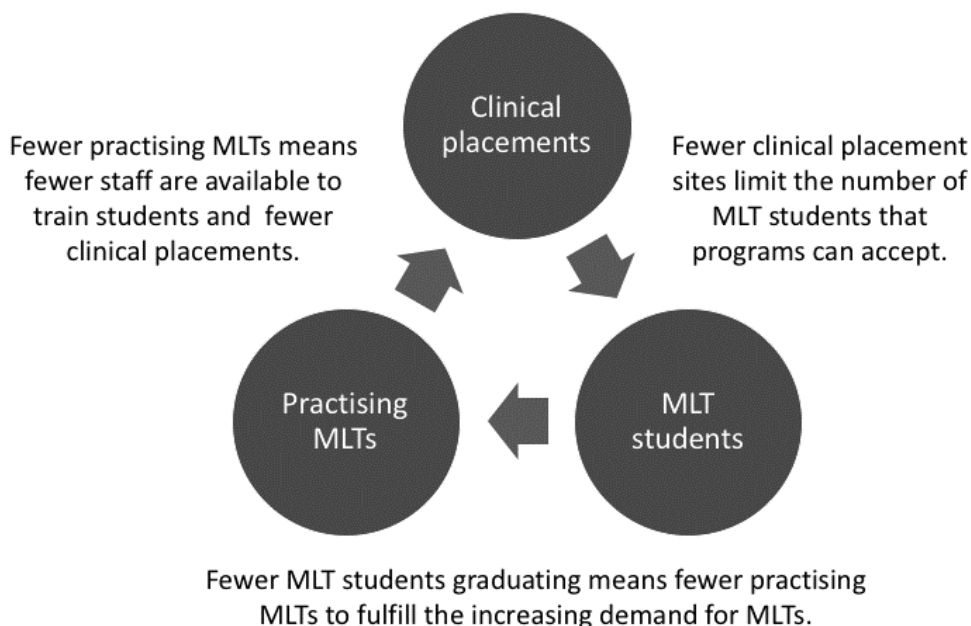 Clinical
placements
Fewer practising MLTs means
fewer staff are available to
train students and fewer
clinical placements.
Fewer clinical placement
sites limit the number of
MLT students that
programs can accept.
Practising
MLTs
MLT
students
Fewer MLT students graduating means fewer practising
MLTs to fulfill the increasing demand for MLTs.